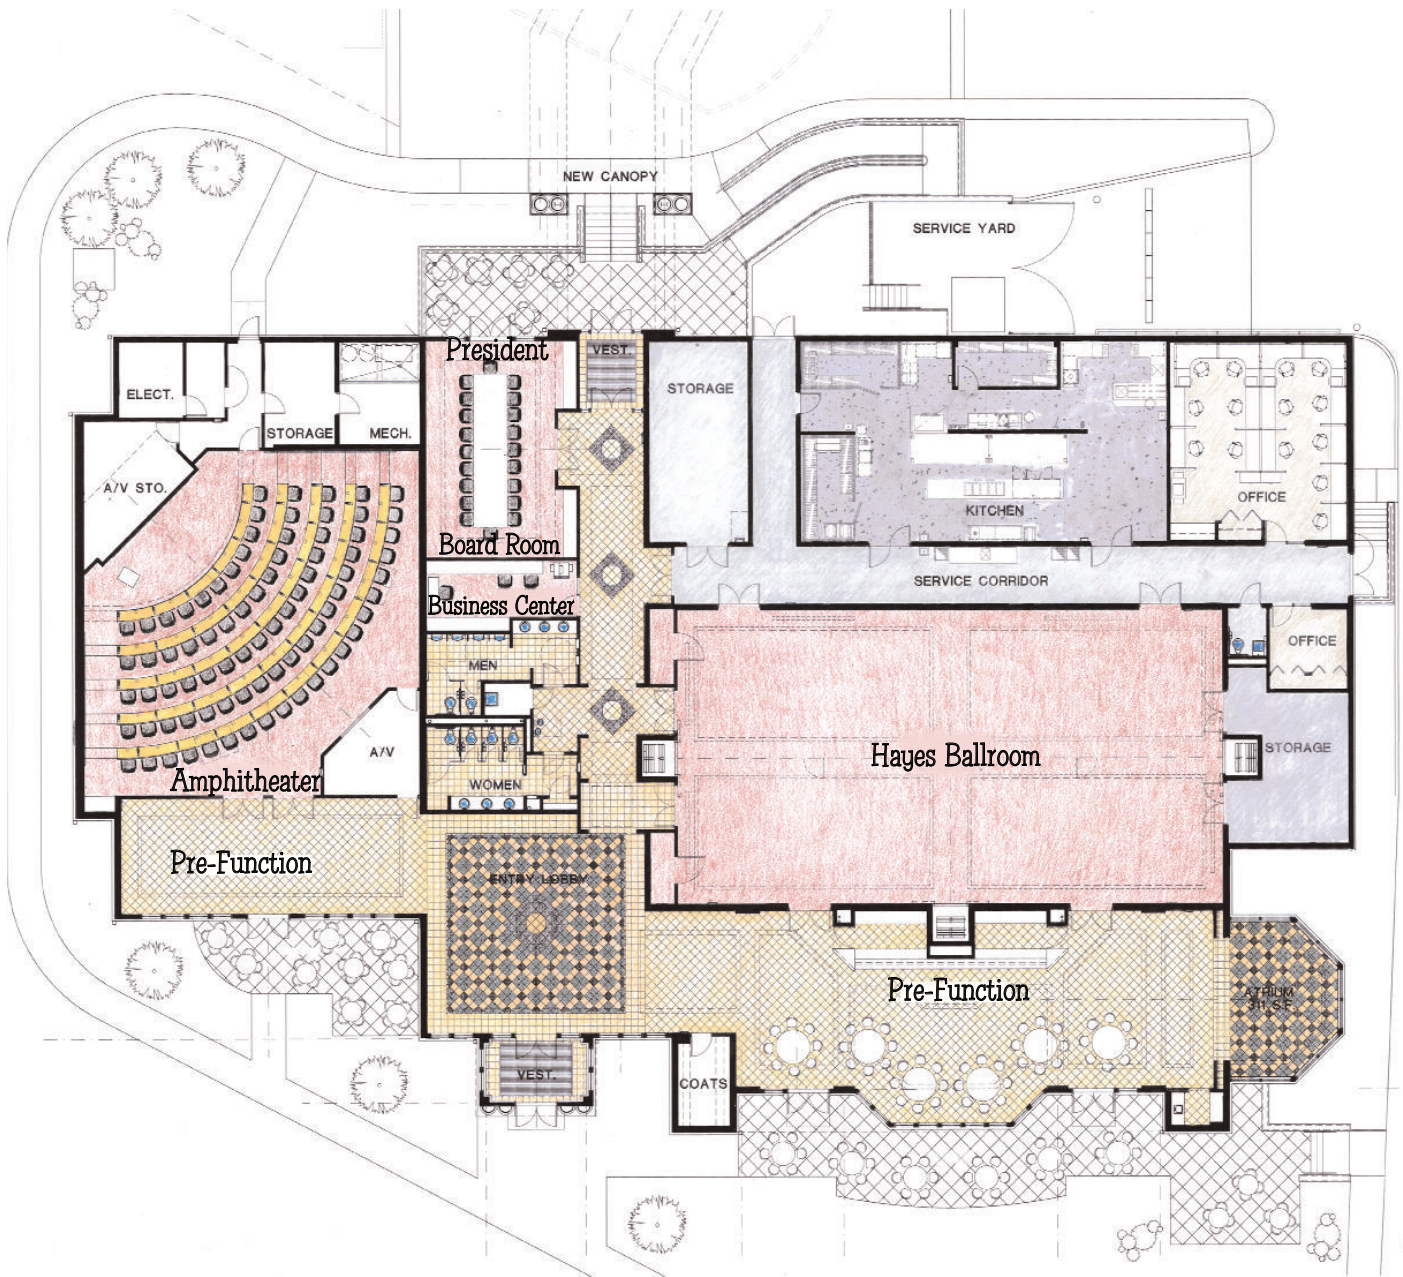 NEW CANOPY
SERVICE YARD
President
VEST.
ELECT.
STORAGE
MECH.
STORAGE
A/V STO.
OFFICE
KITCHEN
Board Room
SERVICE CORRIDOR
Business Center
MEN
OFFICE
A/V
Hayes Ballroom
STORAGE
Amphitheater
WOMEN
Pre-Function
ENTRY LOBBY
Pre-Function
ATRIUM
311 S.F.
VEST.
COATS